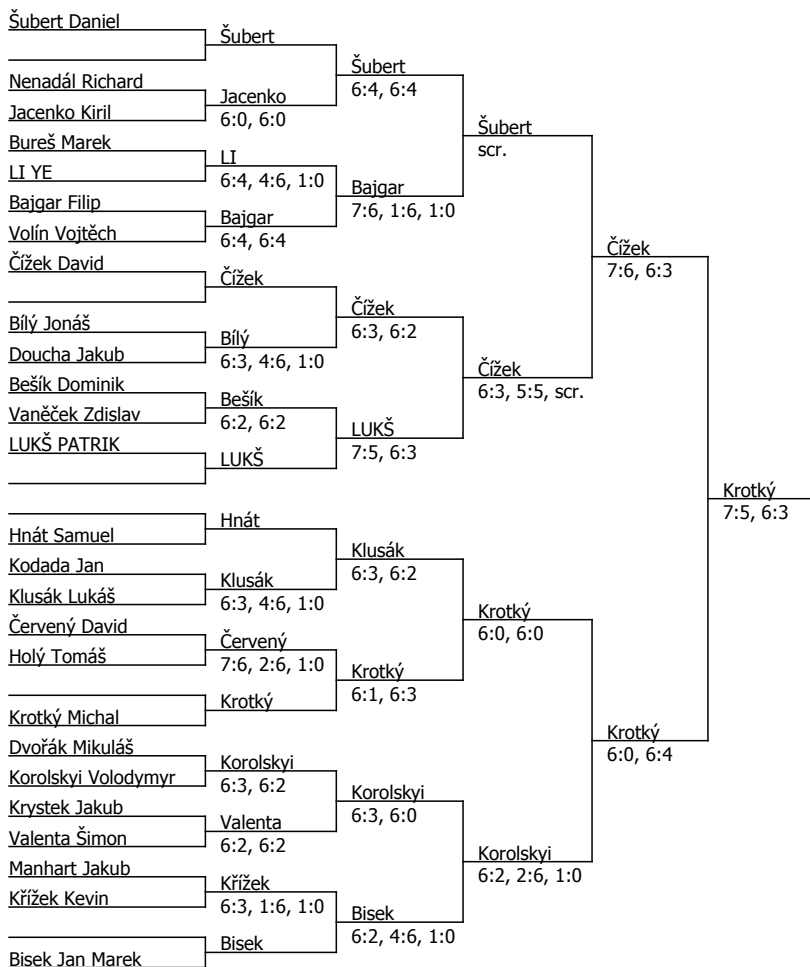 Šubert Daniel
Nenadál Richard
Jacenko Kiril
Bureš Marek
LI YE
Bajgar Filip
Volín Vojtěch
Čížek David
Bílý Jonáš
Doucha Jakub
Bešík Dominik
Vaněček Zdislav
LUKŠ PATRIK
Hnát Samuel
Kodada Jan
Klusák Lukáš
Červený David
Holý Tomáš
Krotký Michal
Dvořák Mikuláš
Korolskyi Volodymyr
Krystek Jakub
Valenta Šimon
Manhart Jakub
Křížek Kevin
Bisek Jan Marek
Šubert
Jacenko
6:0, 6:0
LI
6:4, 4:6, 1:0
Bajgar
6:4, 6:4
Čížek
Bílý
6:3, 4:6, 1:0
Bešík
6:2, 6:2
LUKŠ
Hnát
Klusák
6:3, 4:6, 1:0
Červený
7:6, 2:6, 1:0
Krotký
Korolskyi
6:3, 6:2
Valenta
6:2, 6:2
Křížek
6:3, 1:6, 1:0
Bisek
Šubert
6:4, 6:4
Bajgar
7:6, 1:6, 1:0
Čížek
6:3, 6:2
LUKŠ
7:5, 6:3
Klusák
6:3, 6:2
Krotký
6:1, 6:3
Korolskyi
6:3, 6:0
Bisek
6:2, 4:6, 1:0
Šubert
scr.
Čížek
6:3, 5:5, scr.
Krotký
6:0, 6:0
Korolskyi
6:2, 2:6, 1:0
Čížek
7:6, 6:3
Krotký
6:0, 6:4
Krotký
7:5, 6:3